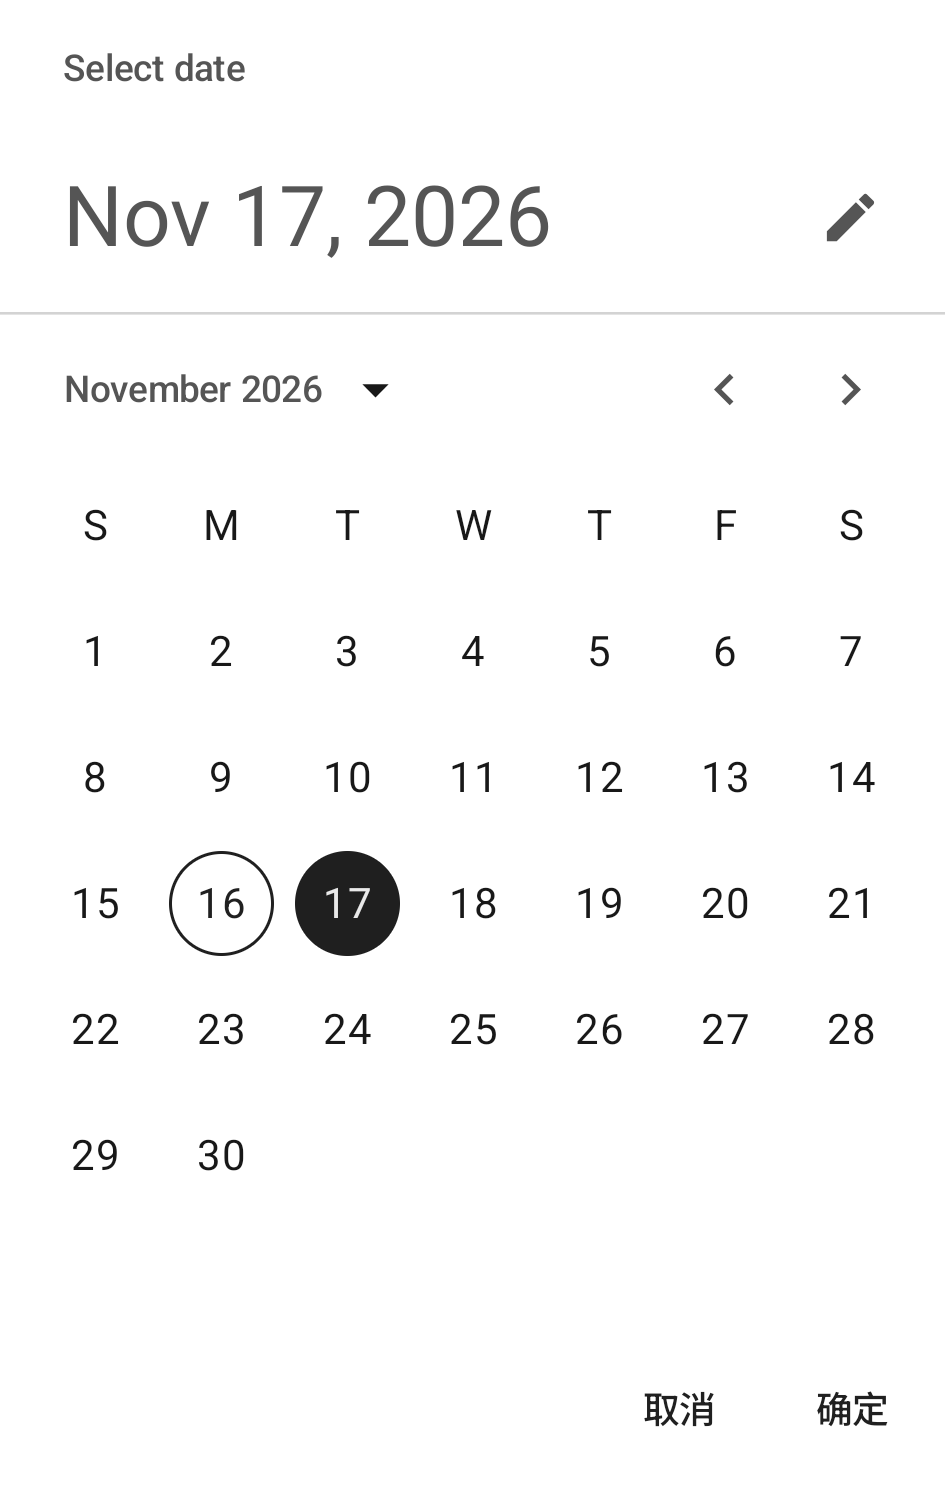 Select date
Nov 17, 2026
November 2026
S M T W T F S
1 2 3 4 5 6 7
8 9 10 11 12 13 14
15 16 17 18 19 20 21
22 23 24 25 26 27 28
29 30
取消 确定